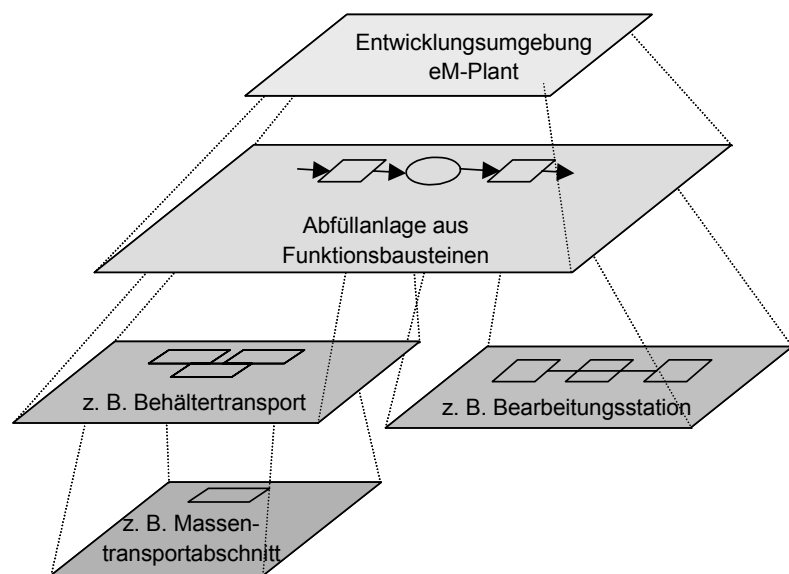 Entwicklungsumgebung
eM-Plant
Abfüllanlage aus
Funktionsbausteinen
z. B. Behältertransport
z. B. Bearbeitungsstation
z. B. Massen-
transportabschnitt